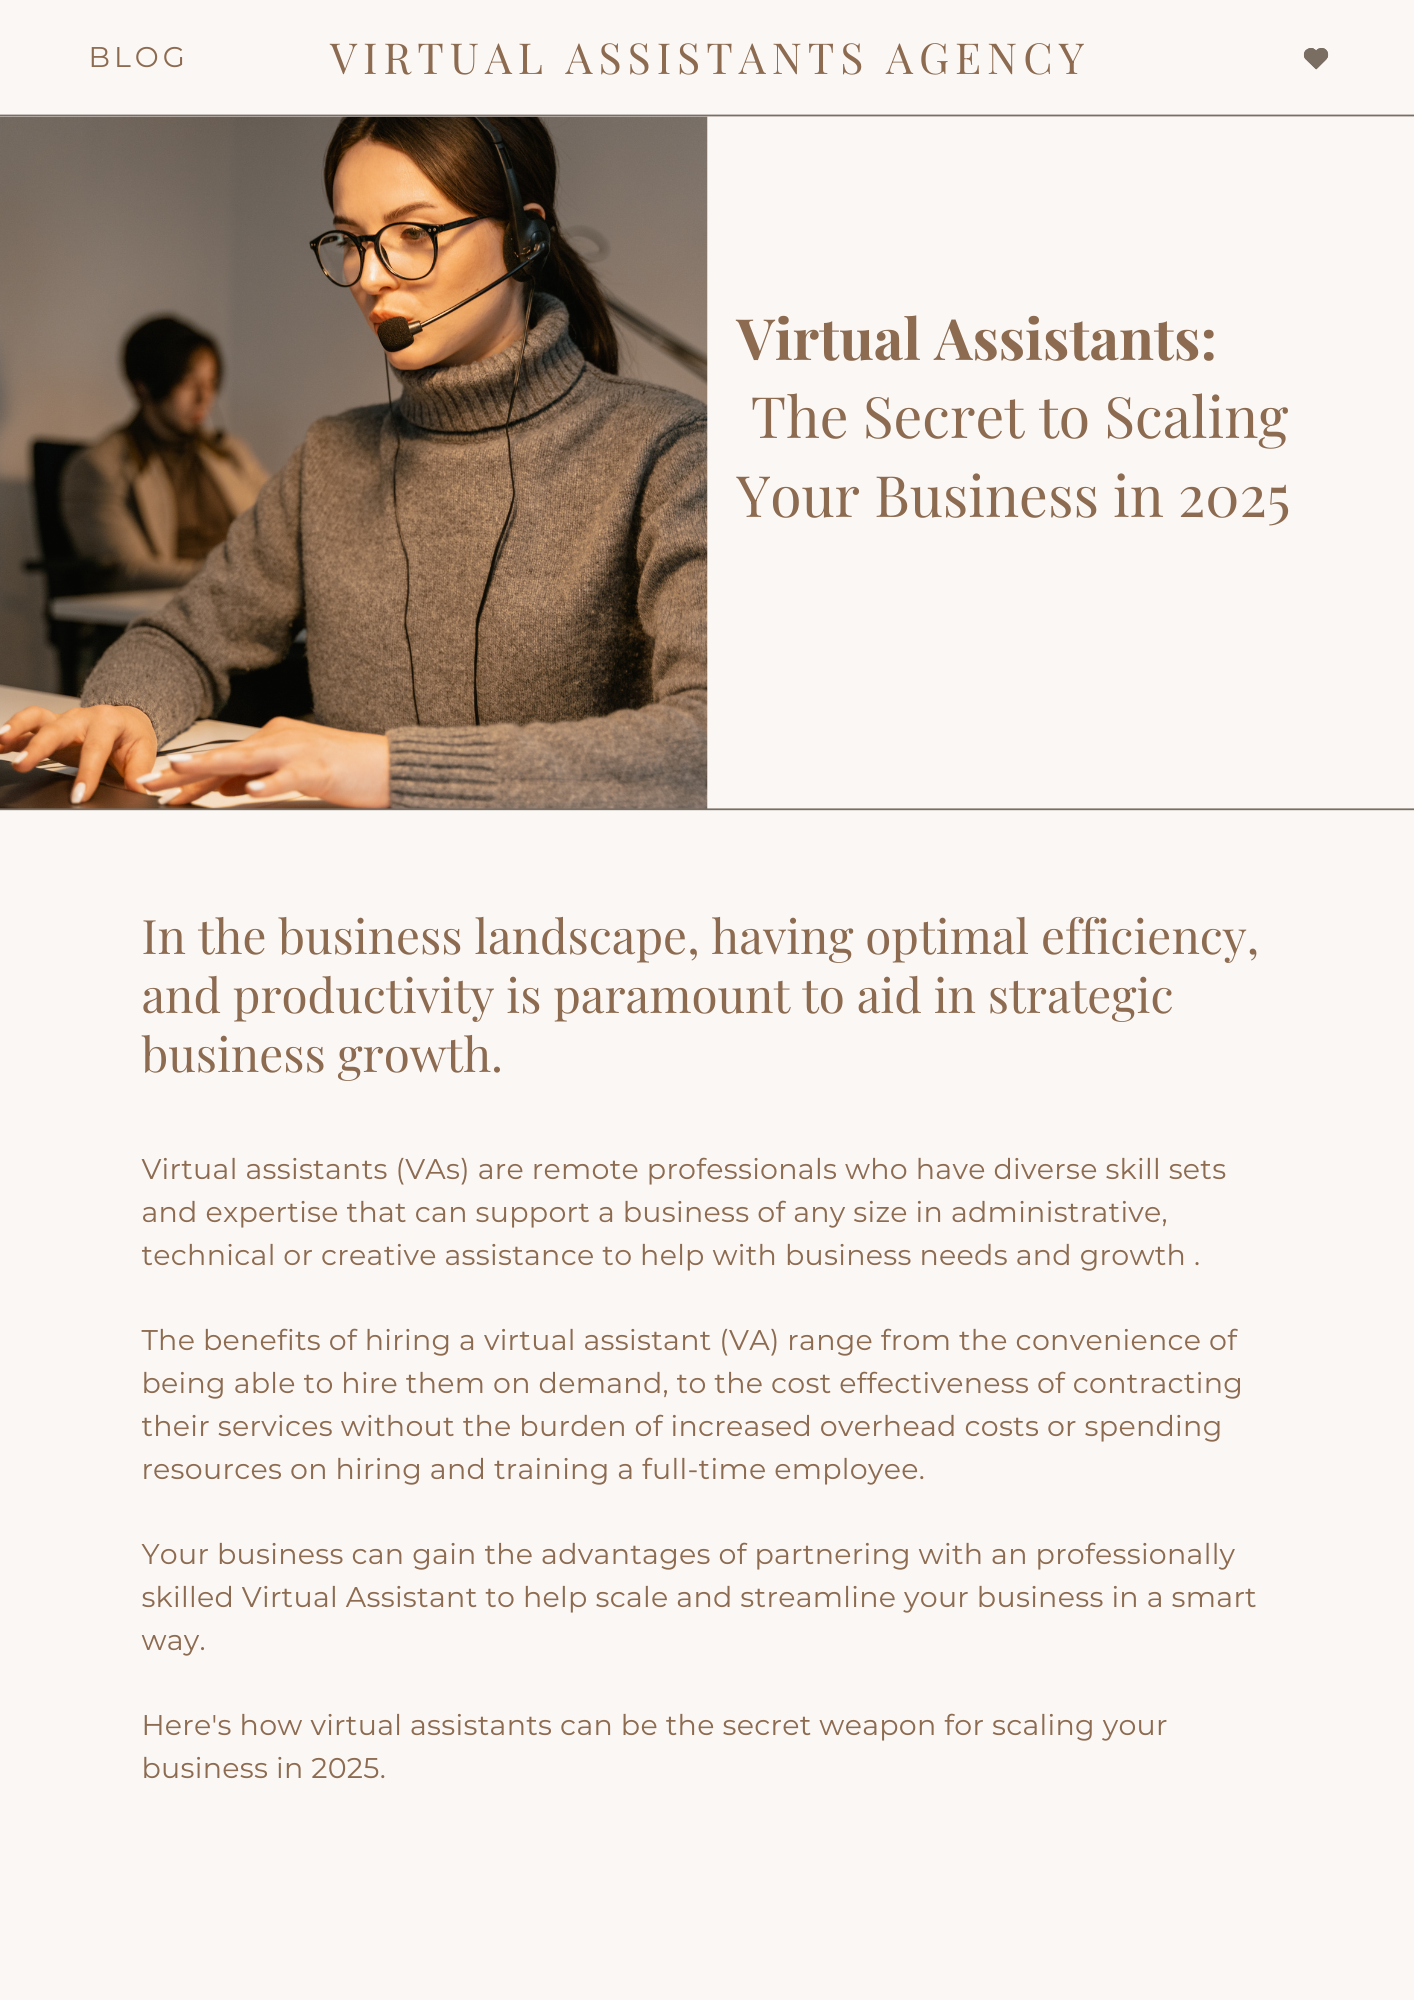 BLOG
VIRTUAL ASSISTANTS AGENCY
Virtual Assistants:
The Secret to Scaling
Your Business in 2025
In the business landscape, having optimal efficiency,
and productivity is paramount to aid in strategic
business growth.
Virtual assistants (VAs) are remote professionals who have diverse skill sets
and expertise that can support a business of any size in administrative,
technical or creative assistance to help with business needs and growth .
The benefits of hiring a virtual assistant (VA) range from the convenience of
being able to hire them on demand, to the cost effectiveness of contracting
their services without the burden of increased overhead costs or spending
resources on hiring and training a full-time employee.
Your business can gain the advantages of partnering with an professionally
skilled Virtual Assistant to help scale and streamline your business in a smart
way.
Here's how virtual assistants can be the secret weapon for scaling your
business in 2025.